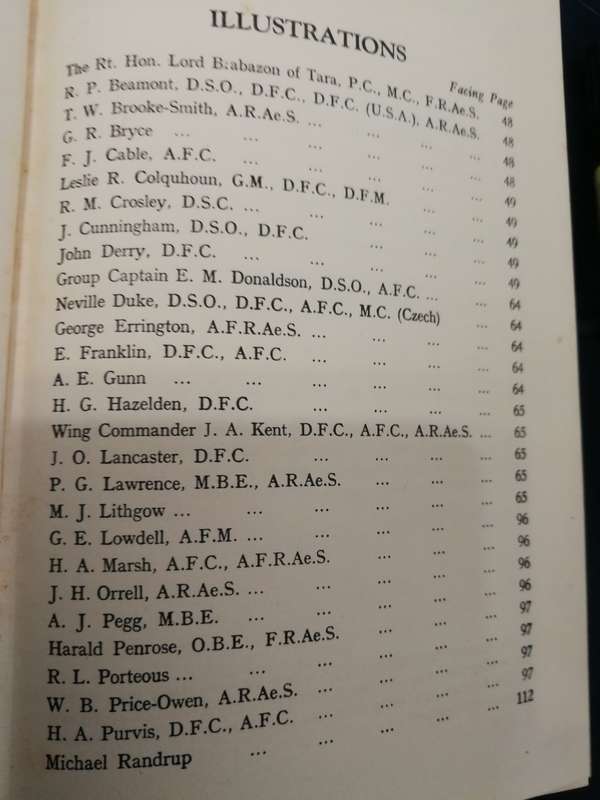 ILLUSTRATIONS
Facing Page
The Rt. Hon. Lord Brabazon of Tara, P.C., M.C., F.R.Ae.S. 48
R. P. Beamont, D.S.O., D.F.C., D.F.C. (U.S.A.), A.R.Ae.S. 48
T. W. Brooke-Smith, A.R.Ae.S. ... ... ... 48
G. R. Bryce ... ... ... ... ... 48
F. J. Cable, A.F.C. ... ... ... ... 49
Leslie R. Colquhoun, G.M., D.F.C., D.F.M. ... ... 49
R. M. Crosley, D.S.C. ... ... ... ... 49
J. Cunningham, D.S.O., D.F.C. ... ... ... 49
John Derry, D.F.C. ... ... ... ... ... 49
Group Captain E. M. Donaldson, D.S.O., A.F.C. ... ... 64
Neville Duke, D.S.O., D.F.C., A.F.C., M.C. (Czech) ... 64
George Errington, A.F.R.Ae.S. ... ... ... ... 64
E. Franklin, D.F.C., A.F.C. ... ... ... ... 64
A. E. Gunn ... ... ... ... ... 64
H. G. Hazelden, D.F.C. ... ... ... 65
Wing Commander J. A. Kent, D.F.C., A.F.C., A.R.Ae.S. ... 65
J. O. Lancaster, D.F.C. ... ... ... 65
P. G. Lawrence, M.B.E., A.R.Ae.S. ... ... ... 65
M. J. Lithgow ... ... ... ... ... 65
G. E. Lowdell, A.F.M. ... ... ... ... 96
H. A. Marsh, A.F.C., A.F.R.Ae.S. ... ... ... 96
J. H. Orrell, A.R.Ae.S. ... ... ... ... 96
A. J. Pegg, M.B.E. ... ... ... ... 96
Harald Penrose, O.B.E., F.R.Ae.S. ... ... ... 97
R. L. Porteous ... ... ... ... ... 97
W. B. Price-Owen, A.R.Ae.S. ... ... ... ... 97
H. A. Purvis, D.F.C., A.F.C. ... ... ... ... 97
Michael Randrup ... ... ... ... ... 112